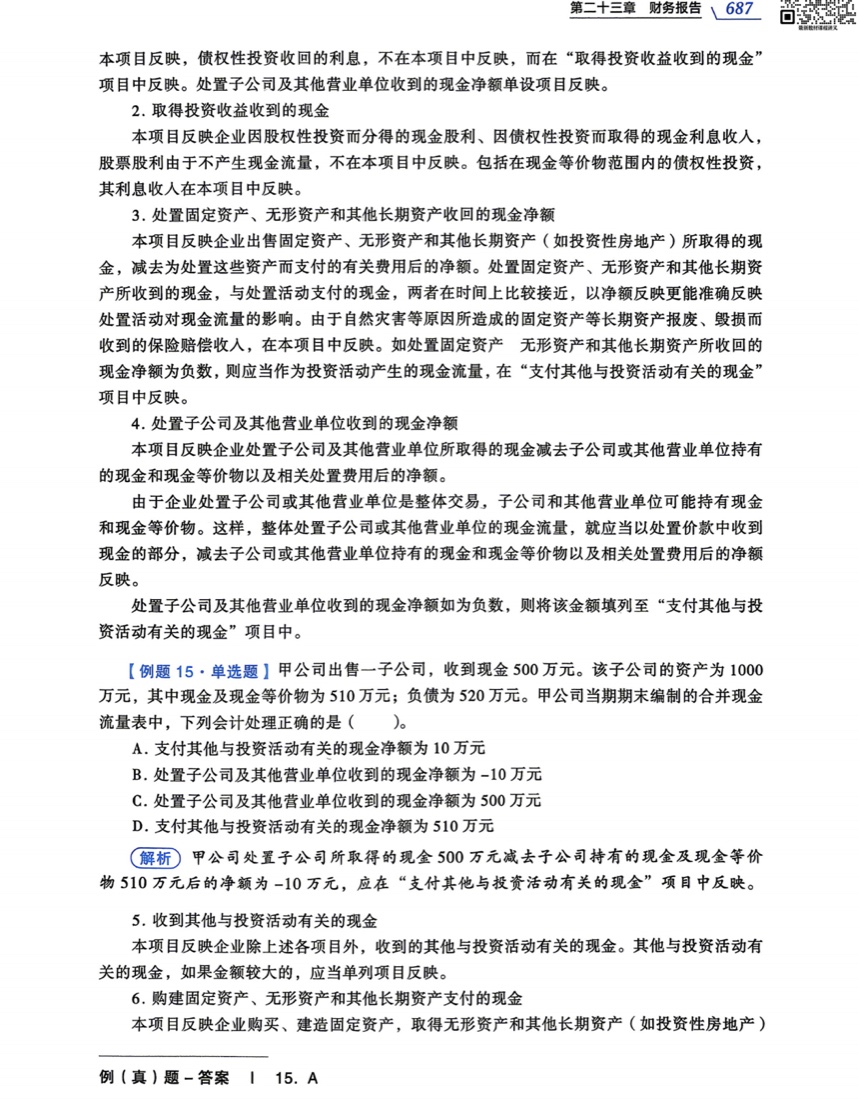 第二十三章 财务报告 687
本项目反映，债权性投资收回的利息，不在本项目中反映，而在“取得投资收益收到的现金”
项目中反映。处置子公司及其他营业单位收到的现金净额单设项目反映。
2. 取得投资收益收到的现金
本项目反映企业因股权性投资而分得的现金股利、因债权性投资而取得的现金利息收入，
股票股利由于不产生现金流量，不在本项目中反映。包括在现金等价物范围内的债权性投资，
其利息收入在本项目中反映。
3. 处置固定资产、无形资产和其他长期资产收回的现金净额
本项目反映企业出售固定资产、无形资产和其他长期资产（如投资性房地产）所取得的现
金，减去为处置这些资产而支付的有关费用后的净额。处置固定资产、无形资产和其他长期资
产所收到的现金，与处置活动支付的现金，两者在时间上比较接近，以净额反映更能准确反映
处置活动对现金流量的影响。由于自然灾害等原因所造成的固定资产等长期资产报废、毁损而
收到的保险赔偿收入，在本项目中反映。如处置固定资产 无形资产和其他长期资产所收回的
现金净额为负数，则应当作为投资活动产生的现金流量，在“支付其他与投资活动有关的现金”
项目中反映。
4. 处置子公司及其他营业单位收到的现金净额
本项目反映企业处置子公司及其他营业单位所取得的现金减去子公司或其他营业单位持有
的现金和现金等价物以及相关处置费用后的净额。
由于企业处置子公司或其他营业单位是整体交易，子公司和其他营业单位可能持有现金
和现金等价物。这样，整体处置子公司或其他营业单位的现金流量，就应当以处置价款中收到
现金的部分，减去子公司或其他营业单位持有的现金和现金等价物以及相关处置费用后的净额
反映。
处置子公司及其他营业单位收到的现金净额如为负数，则将该金额填列至“支付其他与投
资活动有关的现金”项目中。
【例题 15·单选题】甲公司出售一子公司，收到现金 500 万元。该子公司的资产为 1000
万元，其中现金及现金等价物为 510 万元；负债为 520 万元。甲公司当期期末编制的合并现金
流量表中，下列会计处理正确的是（ ）。
A. 支付其他与投资活动有关的现金净额为 10 万元
B. 处置子公司及其他营业单位收到的现金净额为 –10 万元
C. 处置子公司及其他营业单位收到的现金净额为 500 万元
D. 支付其他与投资活动有关的现金净额为 510 万元
解析 甲公司处置子公司所取得的现金 500 万元减去子公司持有的现金及现金等价
物 510 万元后的净额为 –10 万元，应在“支付其他与投资活动有关的现金”项目中反映。
5. 收到其他与投资活动有关的现金
本项目反映企业除上述各项目外，收到的其他与投资活动有关的现金。其他与投资活动有
关的现金，如果金额较大的，应当单列项目反映。
6. 购建固定资产、无形资产和其他长期资产支付的现金
本项目反映企业购买、建造固定资产，取得无形资产和其他长期资产（如投资性房地产）
例（真）题 – 答案 | 15. A